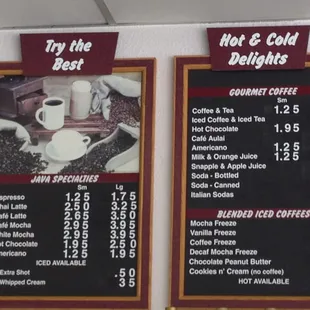 Try the
Best
JAVA SPECIALTIES
Sm Lg
spresso 1.25 1.75
hai Latte 2.50 3.25
afé Latte 2.65 3.50
afé Mocha 2.95 3.95
hite Mocha 2.95 3.95
ot Chocolate 1.95 2.50
mericano 1.25 1.95
ICED AVAILABLE
Extra Shot .50
Whipped Cream 35
Hot & Cold
Delights
GOURMET COFFEE
Sm
Coffee & Tea 1.25
Iced Coffee & Iced Tea
Hot Chocolate 1.95
Café Aulai
Americano 1.25
Milk & Orange Juice 1.25
Snapple & Apple Juice
Soda - Bottled
Soda - Canned
Italian Sodas
BLENDED ICED COFFEES
Mocha Freeze
Vanilla Freeze
Coffee Freeze
Decaf Mocha Freeze
Chocolate Peanut Butter
Cookies n' Cream (no coffee)
HOT AVAILABLE